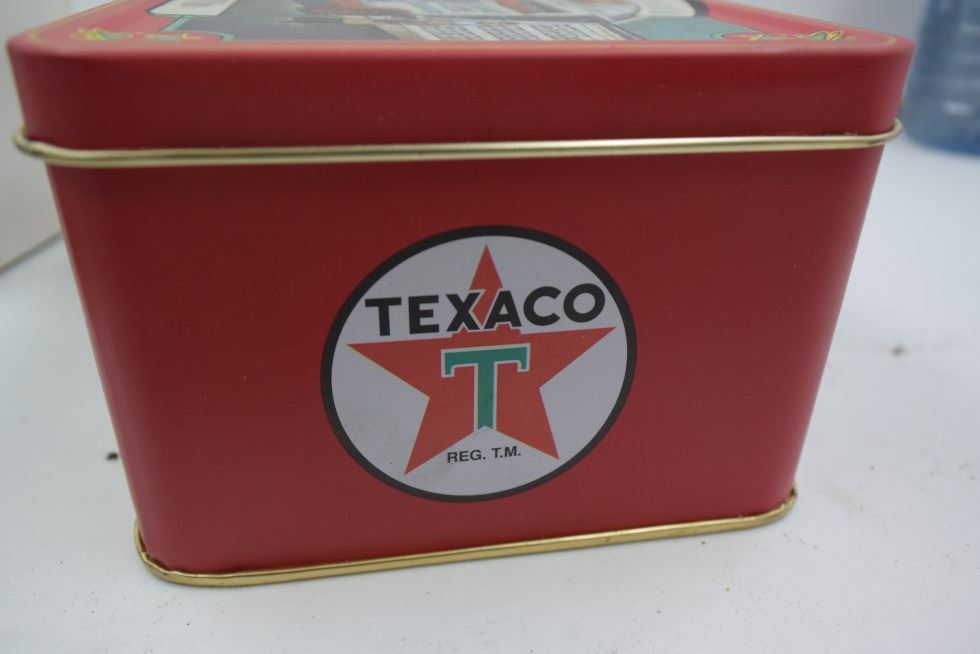 TEXACO
T
REG. T.M.